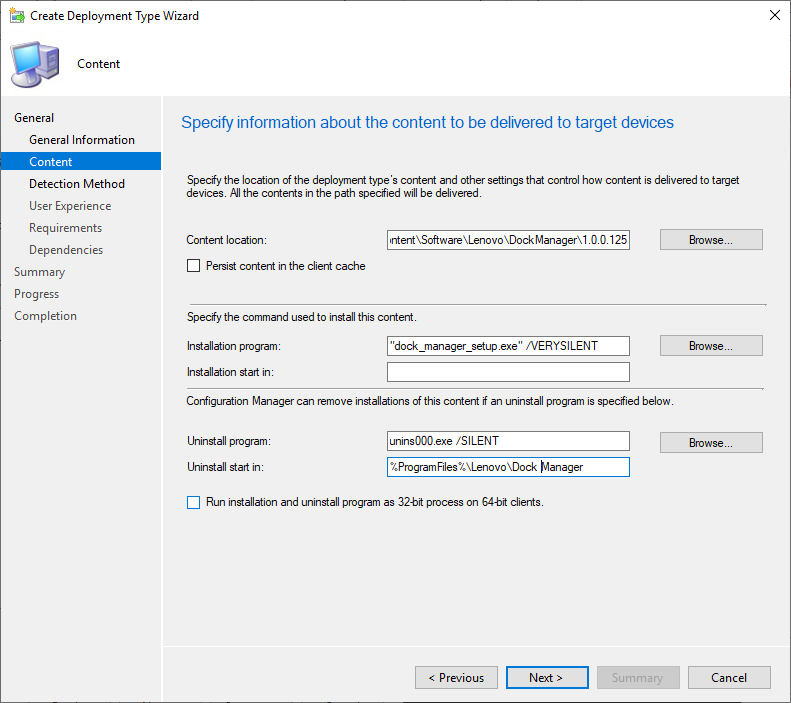 Create Deployment Type Wizard
Content
General
General Information
Content
Detection Method
User Experience
Requirements
Dependencies
Summary
Progress
Completion
Specify information about the content to be delivered to target devices
Specify the location of the deployment type's content and other settings that control how content is delivered to target
devices. All the contents in the path specified will be delivered.
Content location:
ntent\Software\Lenovo\DockManager\1.0.0.125
Browse...
Persist content in the client cache
Specify the command used to install this content.
Installation program:
"dock_manager_setup.exe" /VERYSILENT
Browse...
Installation start in:
Configuration Manager can remove installations of this content if an uninstall program is specified below.
Uninstall program:
unins000.exe /SILENT
Browse...
Uninstall start in:
%ProgramFiles%\Lenovo\Dock Manager
Run installation and uninstall program as 32-bit process on 64-bit clients.
< Previous
Next >
Summary
Cancel